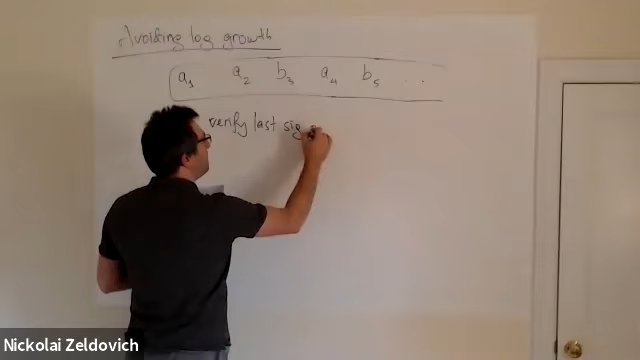 Avoiding log growth
a1 a2 b3 a4 b5 ...
verify last sig
Nickolai Zeldovich